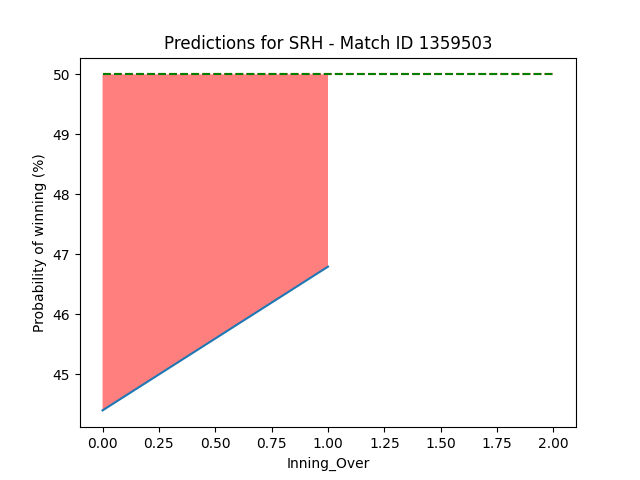 Predictions for SRH - Match ID 1359503
50
49
48
47
46
45
Probability of winning (%)
0.00 0.25 0.50 0.75 1.00 1.25 1.50 1.75 2.00
Inning_Over